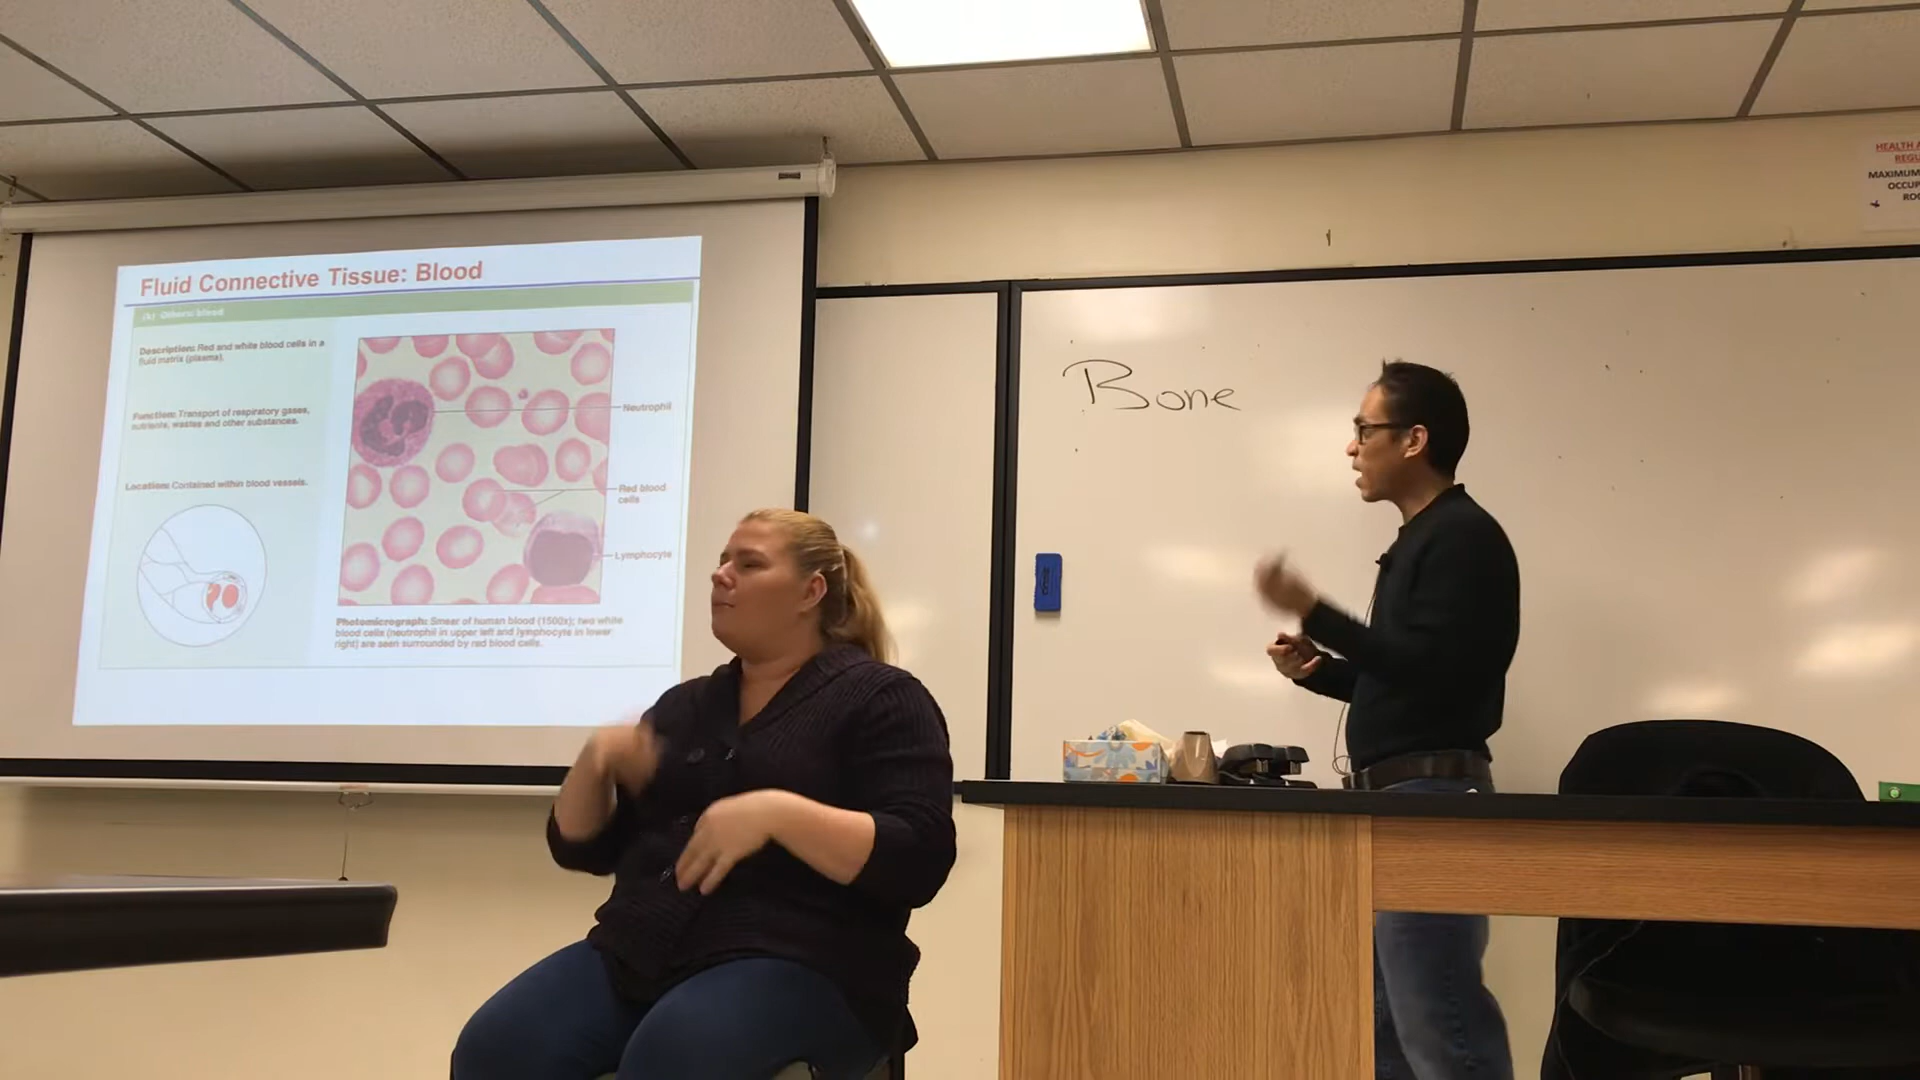 Fluid Connective Tissue: Blood
(k) Others: blood
Description: Red and white blood cells in a
fluid matrix (plasma).
Function: Transport of respiratory gases,
nutrients, wastes and other substances.
Location: Contained within blood vessels.
Neutrophil
Red blood
cells
Lymphocyte
Photomicrograph: Smear of human blood (1500x); two white
blood cells (neutrophil in upper left and lymphocyte in lower
right) are seen surrounded by red blood cells.
Bone
HEALTH
MAXIMUM